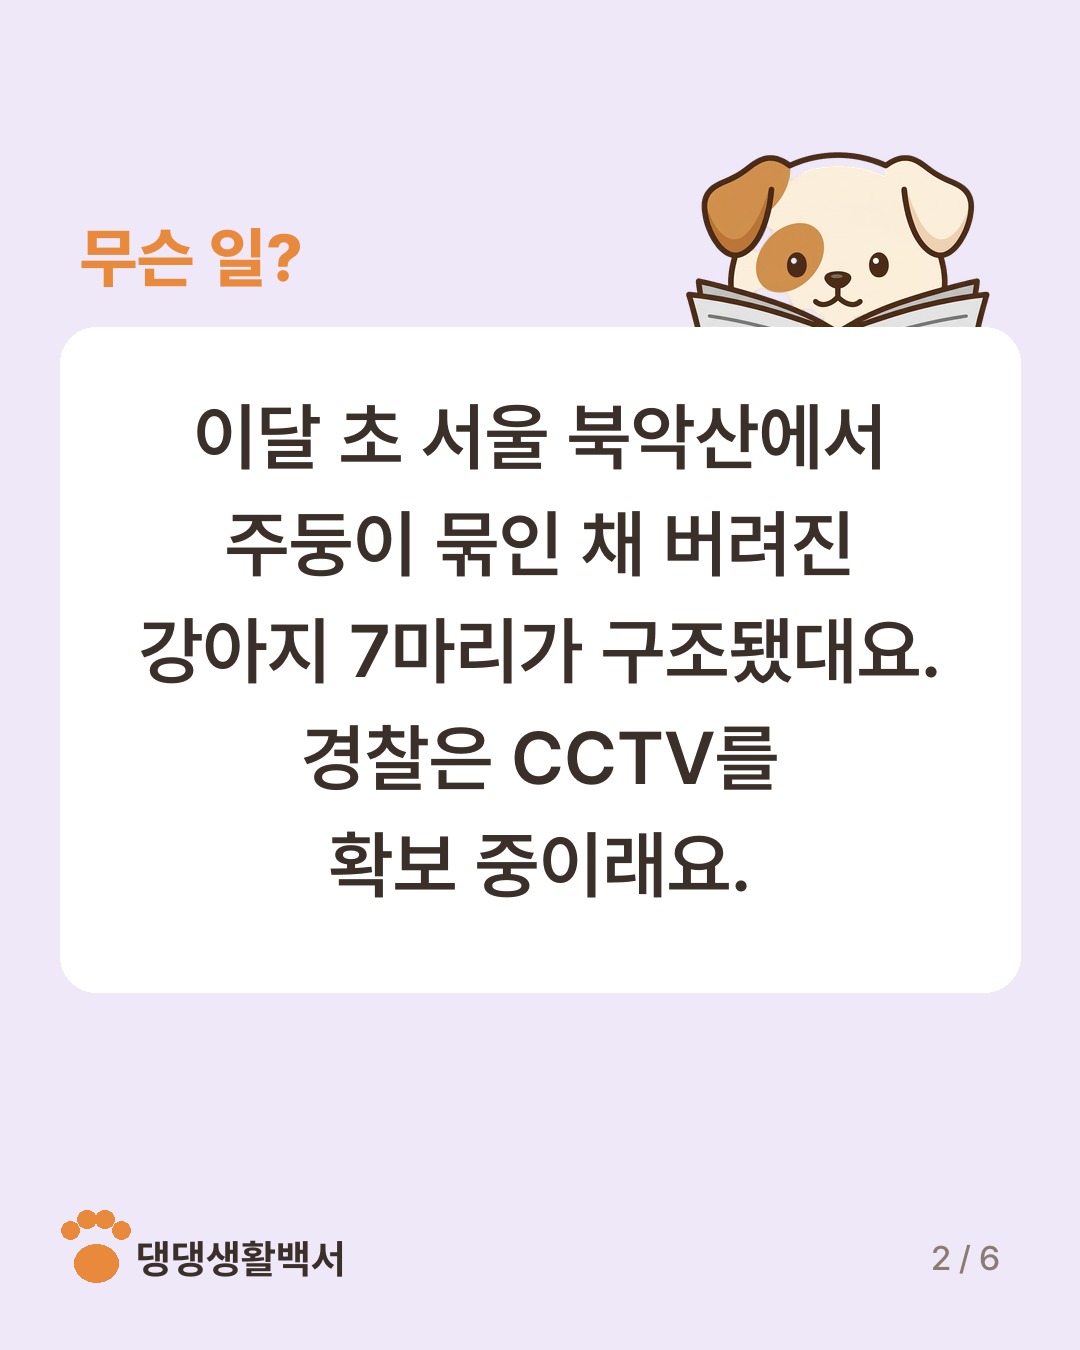 무슨 일?
이달 초 서울 북악산에서
주둥이 묶인 채 버려진
강아지 7마리가 구조됐대요.
경찰은 CCTV를
확보 중이래요.
댕댕생활백서
2 / 6